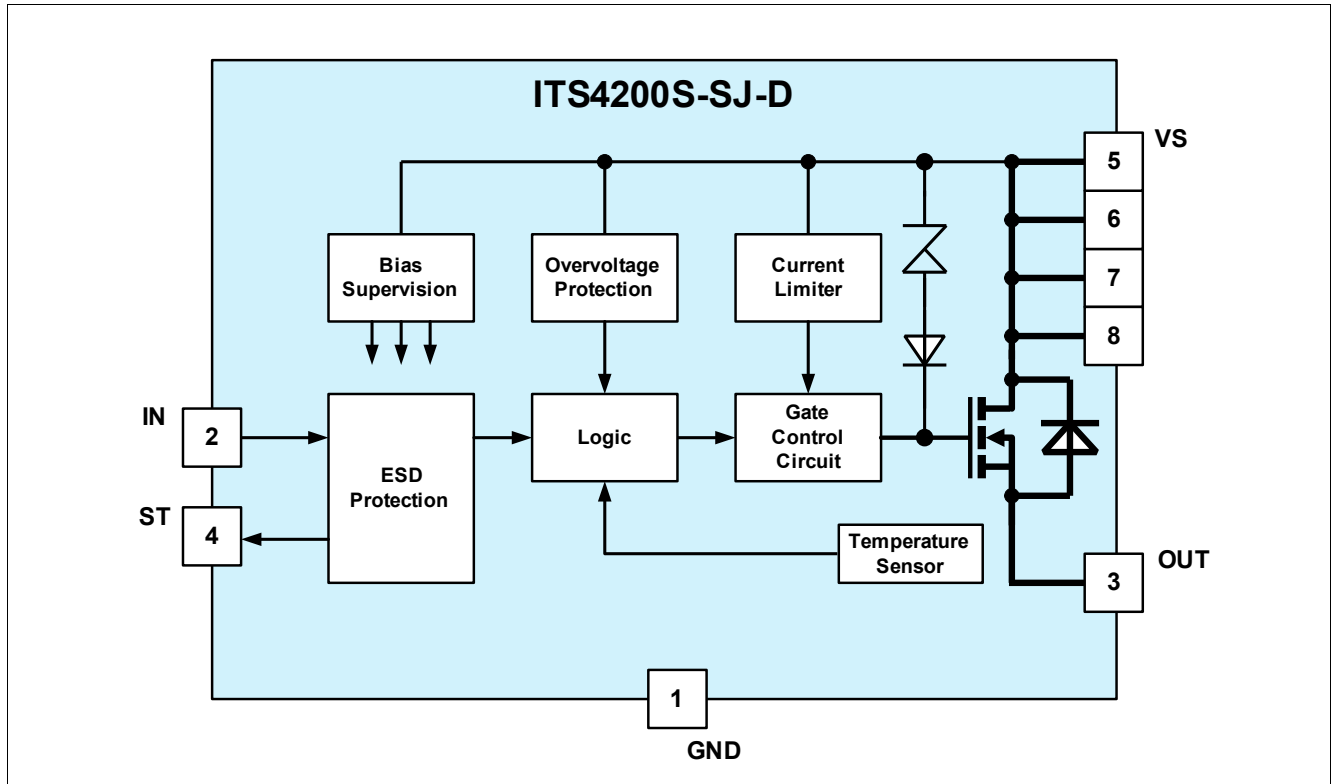 ITS4200S-SJ-D
VS
5
6
7
8
Bias
Supervision
Overvoltage
Protection
Current
Limiter
IN
2
ST
4
ESD
Protection
Logic
Gate
Control
Circuit
Temperature
Sensor
3
OUT
1
GND